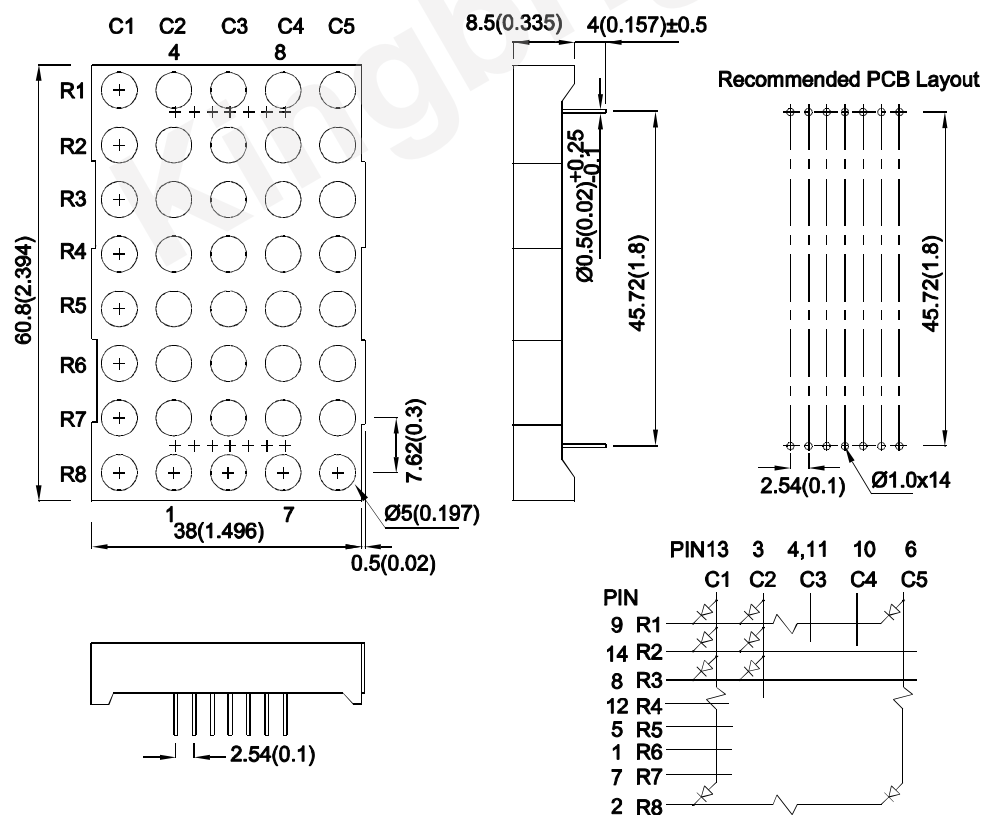 C1 C2 C3 C4 C5
4 8
R1
R2
R3
R4
R5
R6
R7
R8
60.8(2.394)
7.62(0.3)
1 7
38(1.496)
Ø5(0.197)
0.5(0.02)
8.5(0.335) 4(0.157)±0.5
Ø0.5(0.02)+0.25
-0.1
45.72(1.8)
Recommended PCB Layout
45.72(1.8)
2.54(0.1)
Ø1.0x14
2.54(0.1)
PIN13 3 4,11 10 6
C1 C2 C3 C4 C5
PIN
9 R1
14 R2
8 R3
12 R4
5 R5
1 R6
7 R7
2 R8